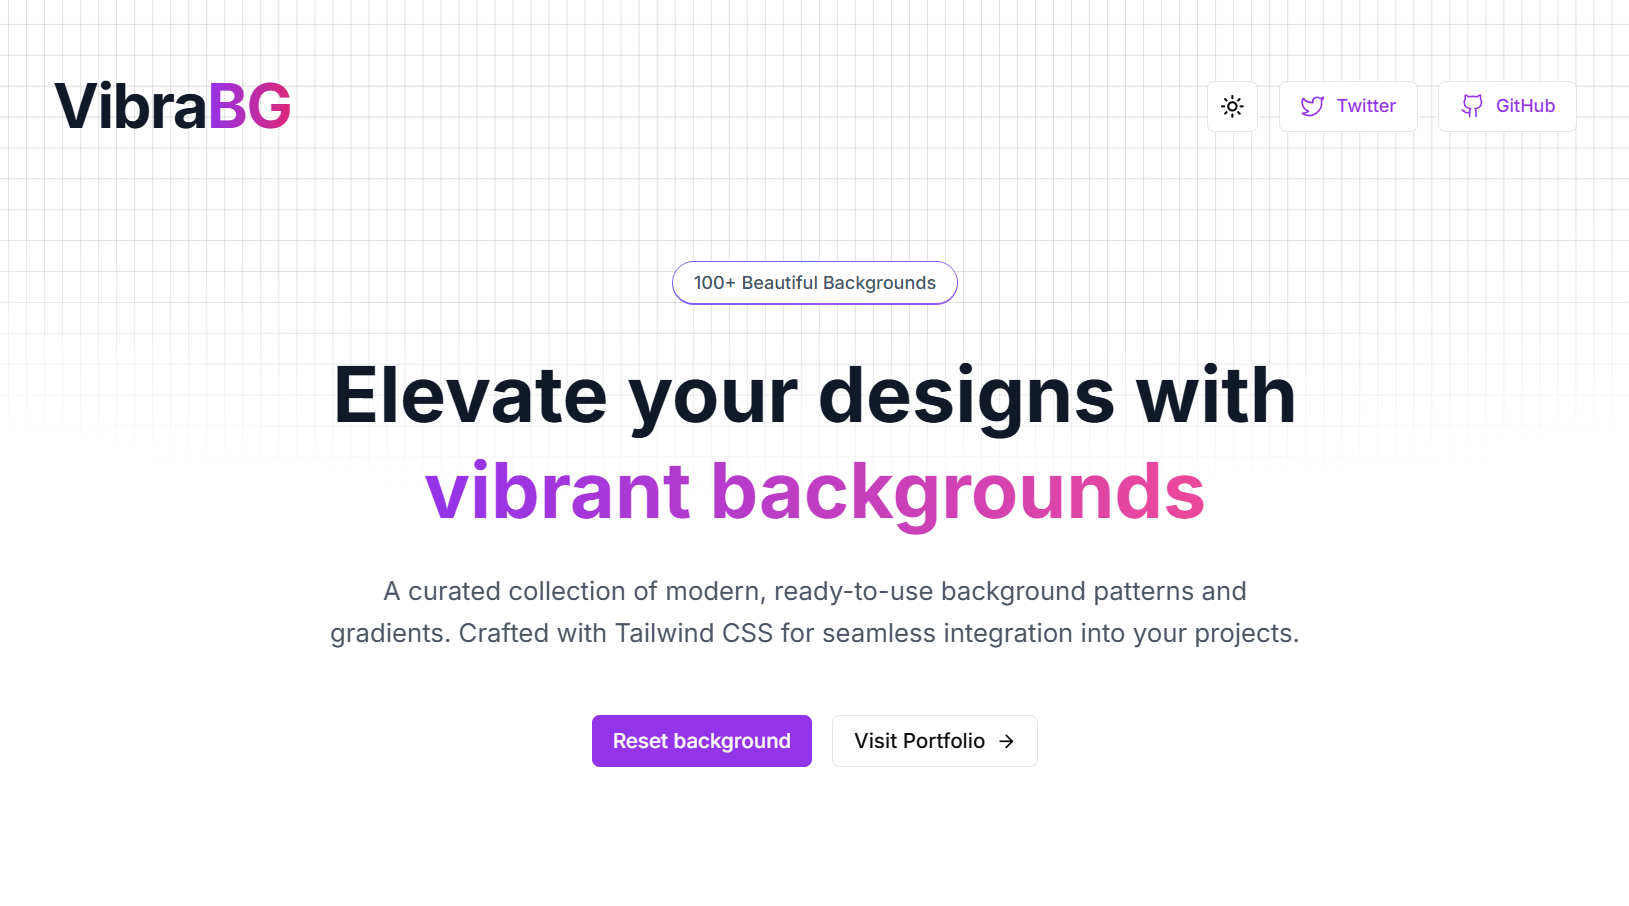 VibraBG
Twitter
GitHub
100+ Beautiful Backgrounds
Elevate your designs with
vibrant backgrounds
A curated collection of modern, ready-to-use background patterns and
gradients. Crafted with Tailwind CSS for seamless integration into your projects.
Reset background
Visit Portfolio